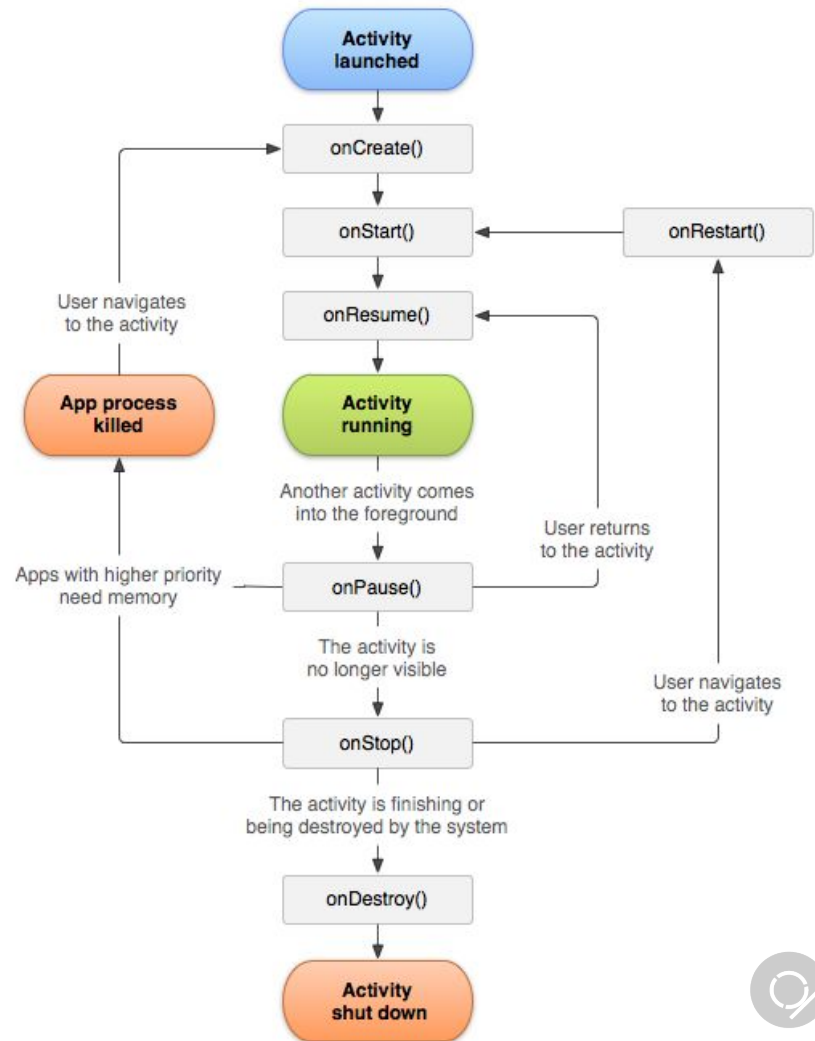 Activity
launched
onCreate()
onStart()
onRestart()
onResume()
User navigates
to the activity
App process
killed
Activity
running
Another activity comes
into the foreground
User returns
to the activity
Apps with higher priority
need memory
onPause()
The activity is
no longer visible
User navigates
to the activity
onStop()
The activity is finishing or
being destroyed by the system
onDestroy()
Activity
shut down